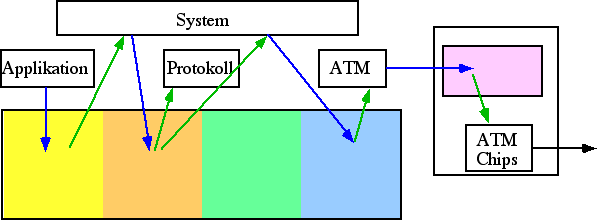 System
Applikation
Protokoll
ATM
ATM
Chips